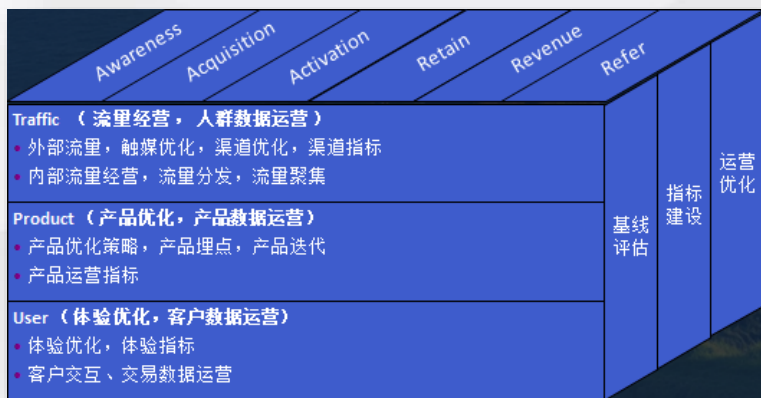 Awareness
Acquisition
Activation
Retain
Revenue
Refer
Traffic （ 流里经营， 人群数据运营 ）
• 外部流里，触媒优化，渠道优化，渠道指标
• 内部流里经营，流里分发，流里聚集
Product （ 产品优化，产品数据运营 ）
• 产品优化策略，产品埋点，产品迭代
• 产品运营指标
User （ 体验优化，客户数据运营）
• 体验优化，体验指标
• 客户交互、交易数据运营
基线
评估
指标
建设
运营
优化